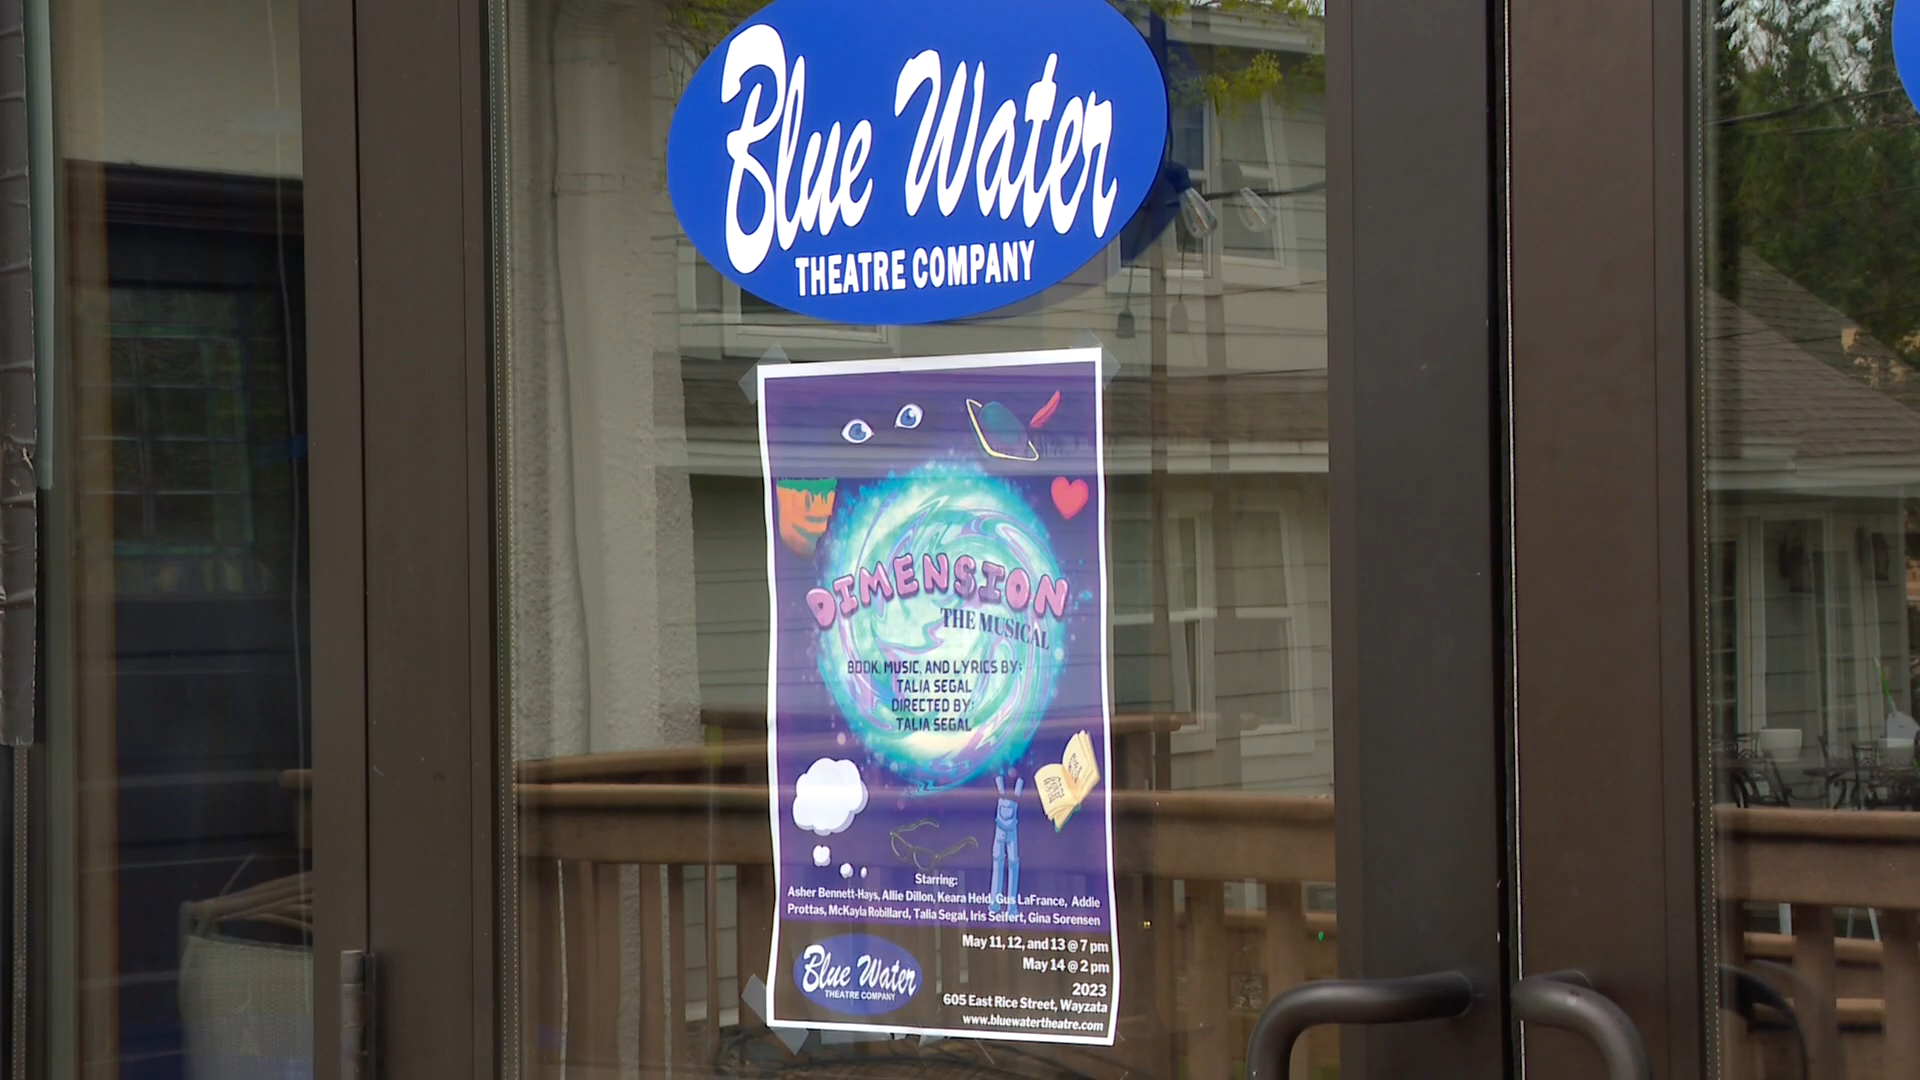 Blue Water
THEATRE COMPANY
DIMENSION
THE MUSICAL
BOOK, MUSIC, AND LYRICS BY:
TALIA SEGAL
DIRECTED BY:
TALIA SEGAL
Starring:
Asher Bennett-Hays, Allie Dillon, Keara Held, Gus LaFrance, Addie
Prottas, McKayla Robillard, Talia Segal, Iris Seifert, Gina Sorensen
May 11, 12, and 13 @ 7 pm
May 14 @ 2 pm
2023
Blue Water
THEATRE COMPANY
605 East Rice Street, Wayzata
www.bluewatertheatre.com